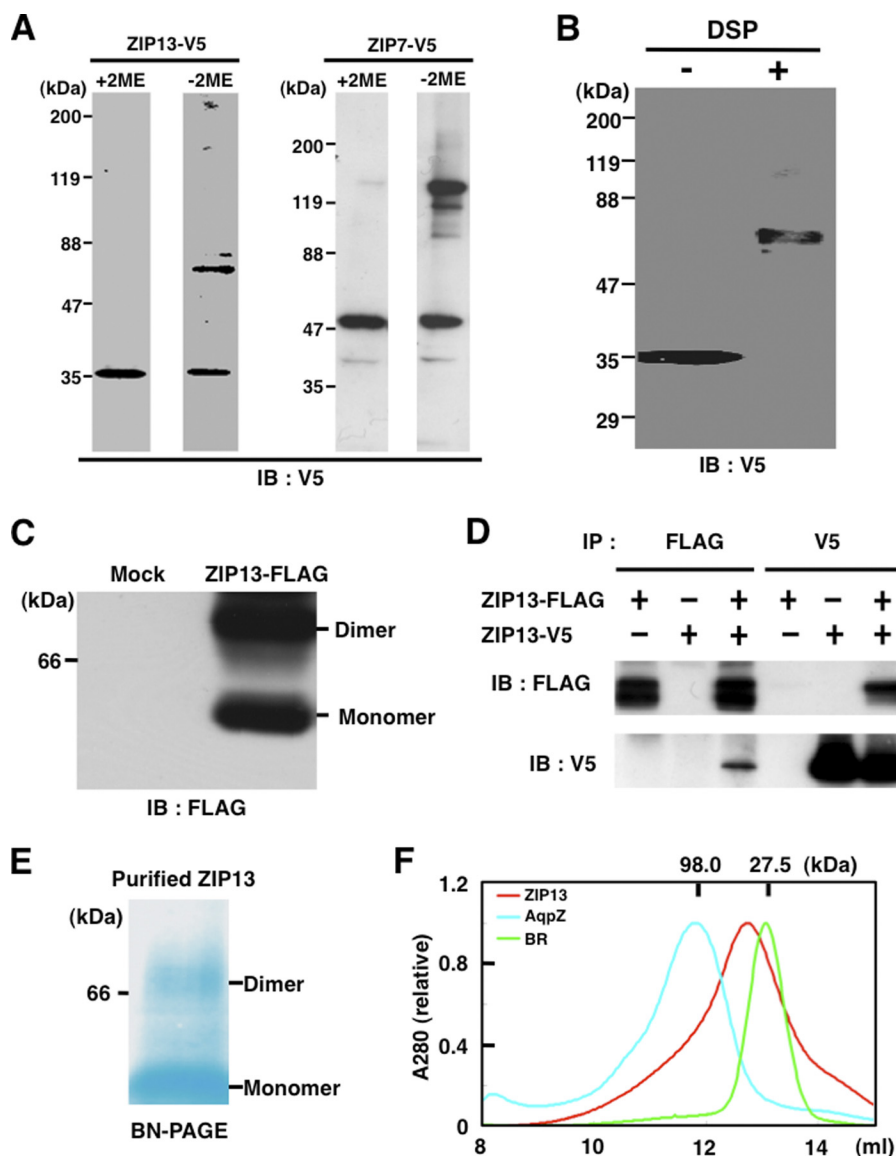 A
ZIP13-V5
ZIP7-V5
(kDa)
+2ME
-2ME
(kDa)
+2ME
-2ME
200
119
88
47
35
200
119
88
47
35
IB : V5
B
DSP
- +
(kDa)
200
119
88
47
35
29
IB : V5
C
Mock
ZIP13-FLAG
(kDa)
66
Dimer
Monomer
IB : FLAG
D
IP :
FLAG
V5
ZIP13-FLAG + - + + - +
ZIP13-V5 - + + - + +
IB : FLAG
IB : V5
E
Purified ZIP13
(kDa)
66
Dimer
Monomer
BN-PAGE
F
98.0 27.5 (kDa)
1.2
0.8
0.4
0
A280 (relative)
ZIP13
AqpZ
BR
8 10 12 14 (ml)